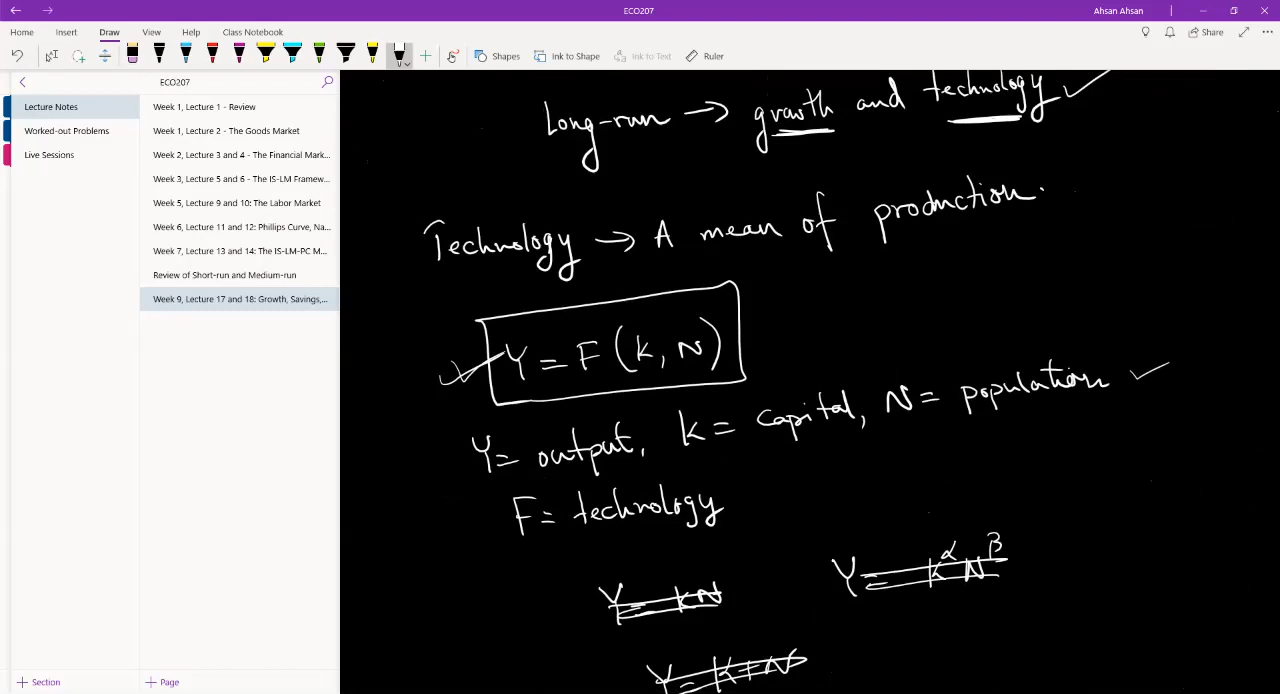 ECO207
Ahsan Ahsan
Home Insert Draw View Help Class Notebook
Share
Shapes Ink to Shape Ink to Text Ruler
ECO207
Lecture Notes
Worked-out Problems
Live Sessions
Week 1, Lecture 1 - Review
Week 1, Lecture 2 - The Goods Market
Week 2, Lecture 3 and 4 - The Financial Mark...
Week 3, Lecture 5 and 6 - The IS-LM Framew...
Week 5, Lecture 9 and 10: The Labor Market
Week 6, Lecture 11 and 12: Phillips Curve, Na...
Week 7, Lecture 13 and 14: The IS-LM-PC M...
Review of Short-run and Medium-run
Week 9, Lecture 17 and 18: Growth, Savings,...
+ Section
+ Page
Long-run → growth and technology ✓
Technology → A mean of production.
✓ Y = F (K, N)
Y = output, K = Capital, N = population ✓
F = technology
Y = KN
Y = K^α N^β
Y = K+N